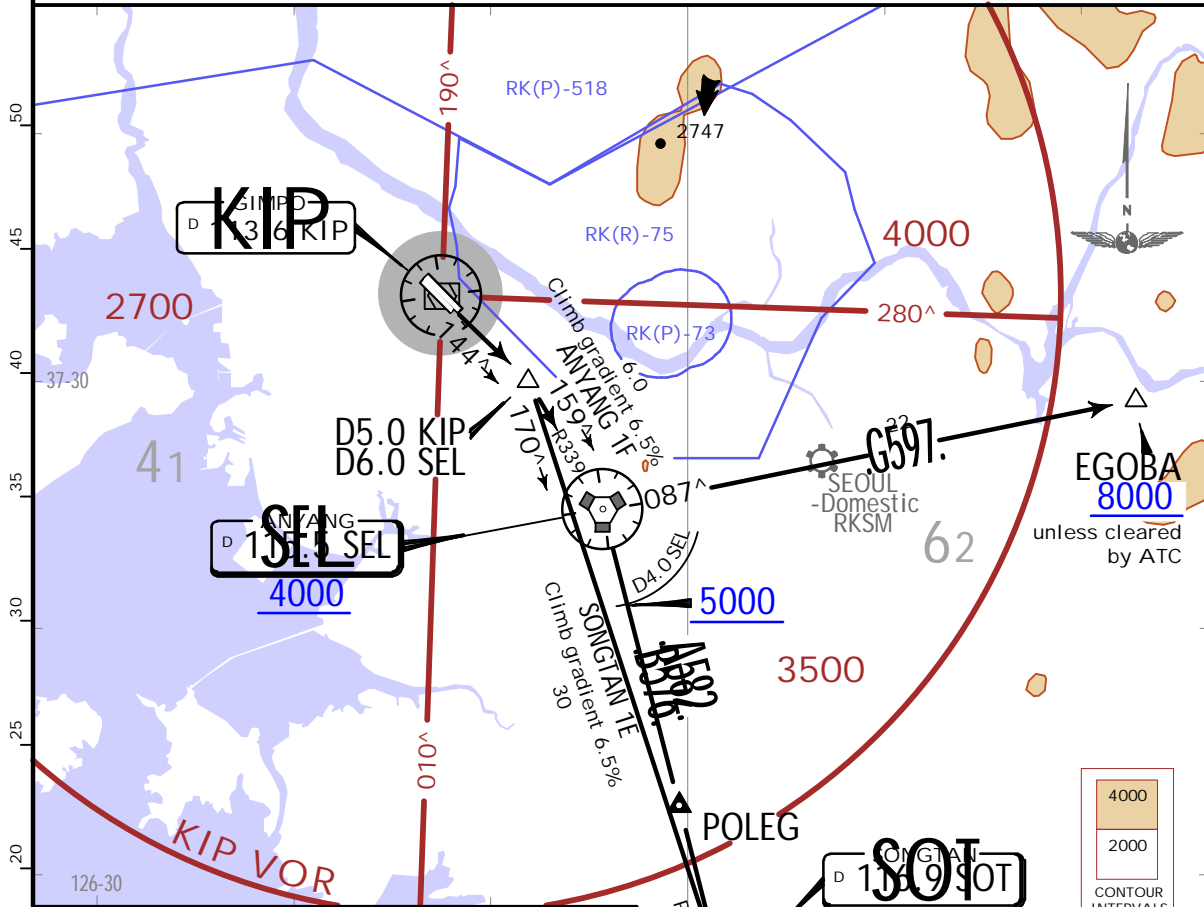 RK(P)-518
190^
2747
50
KIP
GIMPO
D 113.6 KIP
RK(R)-75
4000
N
45
2700
280^
RK(P)-73
Climb gradient 6.5%
ANYANG 1F
6.0
144^
159^
170^
R339
40
37-30
D5.0 KIP
D6.0 SEL
41
22
.G597.
EGOBA
8000
unless cleared
by ATC
35
087^
SEOUL
-Domestic
RKSM
62
ANYANG
SEL
D 115.5 SEL
4000
D4.0 SEL
5000
30
SONGTAN 1E
Climb gradient 6.5%
30
A582
B576
3500
25
010^
POLEG
4000
2000
CONTOUR
INTERVALS
20
KIP VOR
126-30
SOT
SONGTAN
D 116.9 SOT